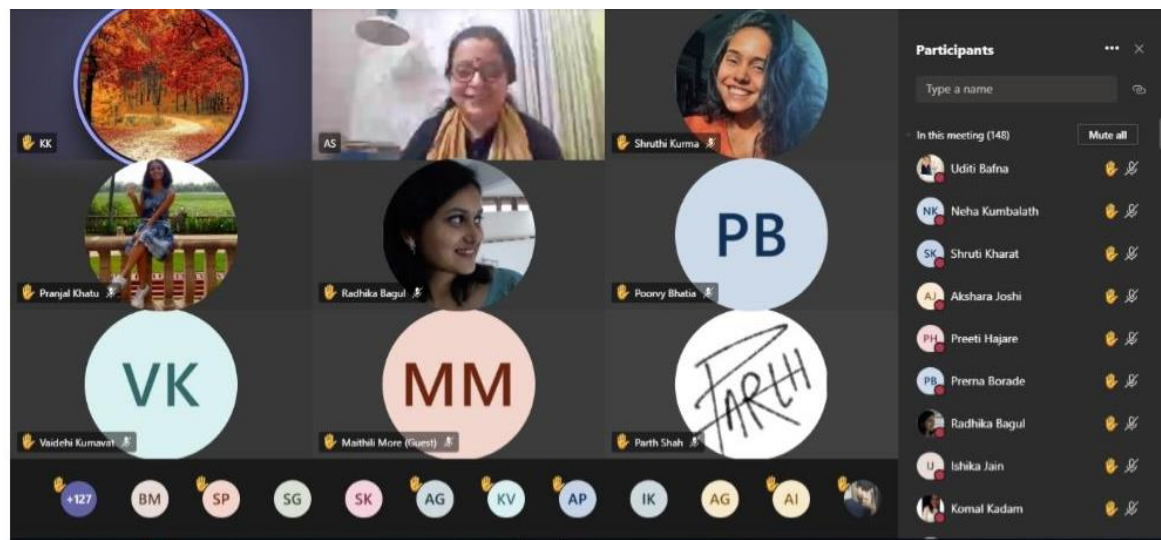 KK
AS
Shruthi Kurma
Pranjal Khatu
Radhika Bagul
PB
Poorvy Bhatia
VK
Vaidehi Kumavat
MM
Maithili More (Guest)
PARTH
Parth Shah
+127
BM
SP
SG
SK
AG
KV
AP
IK
AG
AI
Participants
Type a name
In this meeting (148)
Mute all
Uditi Bafna
NK
Neha Kumbalath
SK
Shruti Kharat
AJ
Akshara Joshi
PH
Preeti Hajare
PB
Prerna Borade
Radhika Bagul
IJ
Ishika Jain
Komal Kadam